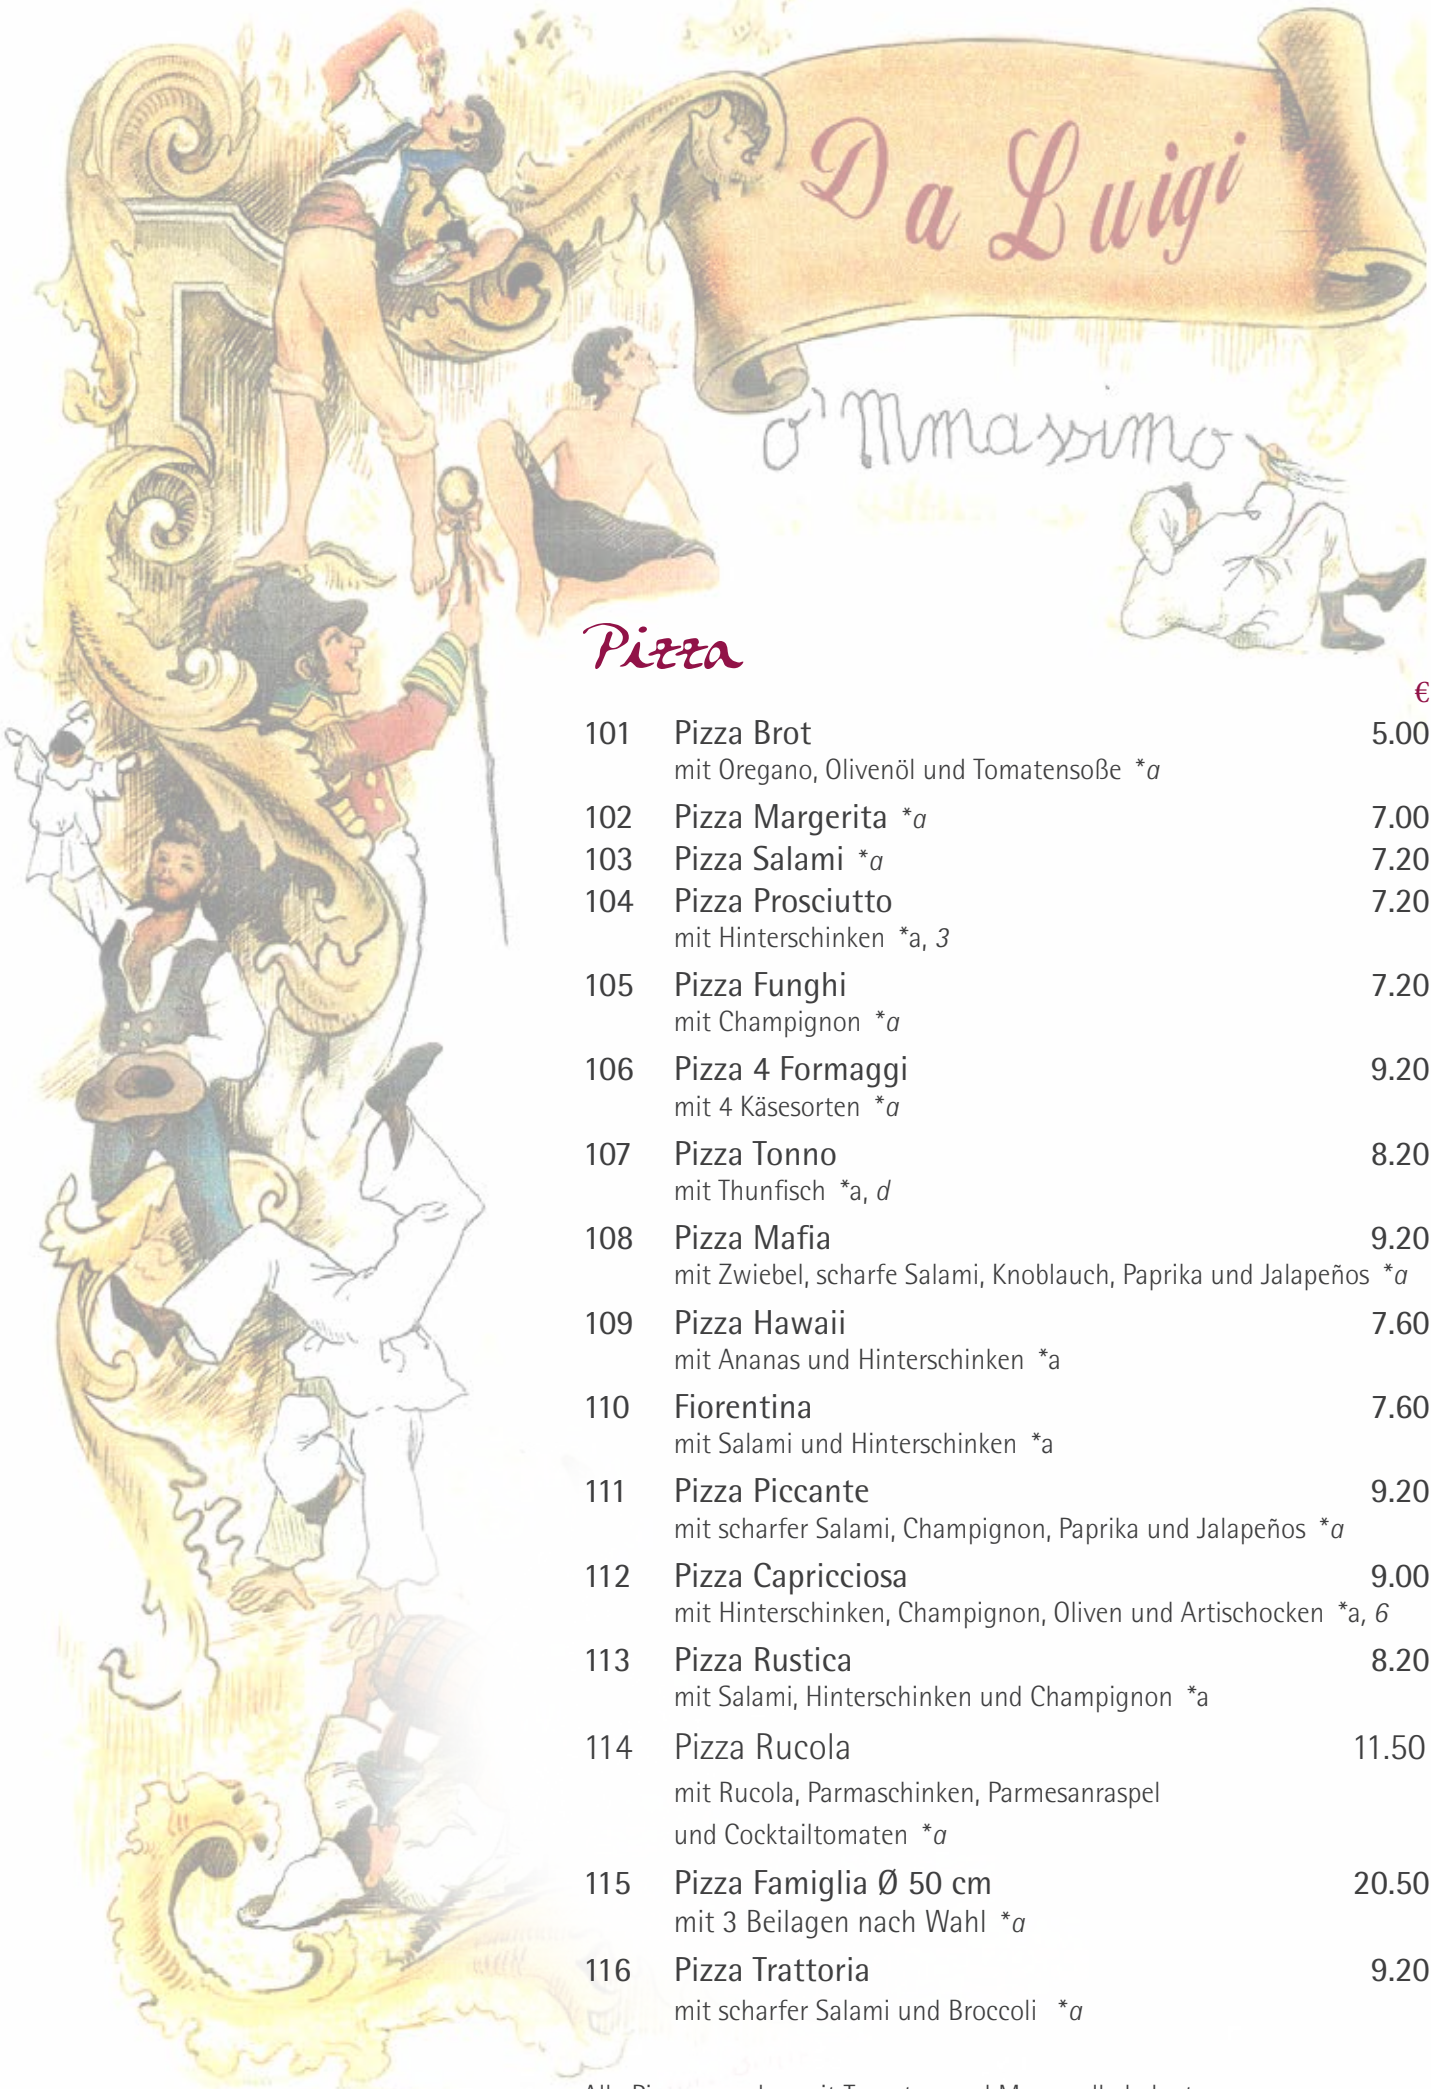 Da Luigi
o' Mmassimo
Pizza
€
101 Pizza Brot 5.00
mit Oregano, Olivenöl und Tomatensoße *a
102 Pizza Margerita *a 7.00
103 Pizza Salami *a 7.20
104 Pizza Prosciutto 7.20
mit Hinterschinken *a, 3
105 Pizza Funghi 7.20
mit Champignon *a
106 Pizza 4 Formaggi 9.20
mit 4 Käsesorten *a
107 Pizza Tonno 8.20
mit Thunfisch *a, d
108 Pizza Mafia 9.20
mit Zwiebel, scharfe Salami, Knoblauch, Paprika und Jalapeños *a
109 Pizza Hawaii 7.60
mit Ananas und Hinterschinken *a
110 Fiorentina 7.60
mit Salami und Hinterschinken *a
111 Pizza Piccante 9.20
mit scharfer Salami, Champignon, Paprika und Jalapeños *a
112 Pizza Capricciosa 9.00
mit Hinterschinken, Champignon, Oliven und Artischocken *a, 6
113 Pizza Rustica 8.20
mit Salami, Hinterschinken und Champignon *a
114 Pizza Rucola 11.50
mit Rucola, Parmaschinken, Parmesanraspel
und Cocktailtomaten *a
115 Pizza Famiglia Ø 50 cm 20.50
mit 3 Beilagen nach Wahl *a
116 Pizza Trattoria 9.20
mit scharfer Salami und Broccoli *a